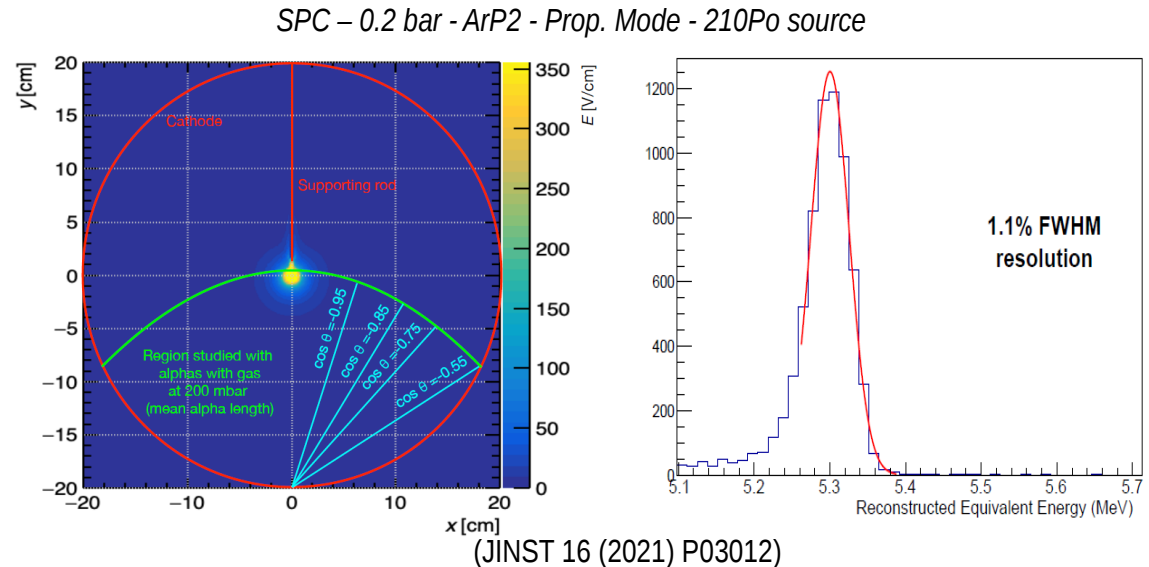 SPC – 0.2 bar - ArP2 - Prop. Mode - 210Po source
20
15
10
5
0
−5
−10
−15
−20
y [cm]
−20
−10
0
10
20
x [cm]
Cathode
Supporting rod
cos θ =-0.95
cos θ =-0.85
cos θ =-0.75
cos θ =-0.55
Region studied with
alphas with gas
at 200 mbar
(mean alpha length)
350
300
250
200
150
100
50
0
E [V/cm]
1200
1000
800
600
400
200
0
5.1
5.2
5.3
5.4
5.5
5.6
5.7
Reconstructed Equivalent Energy (MeV)
1.1% FWHM
resolution
(JINST 16 (2021) P03012)